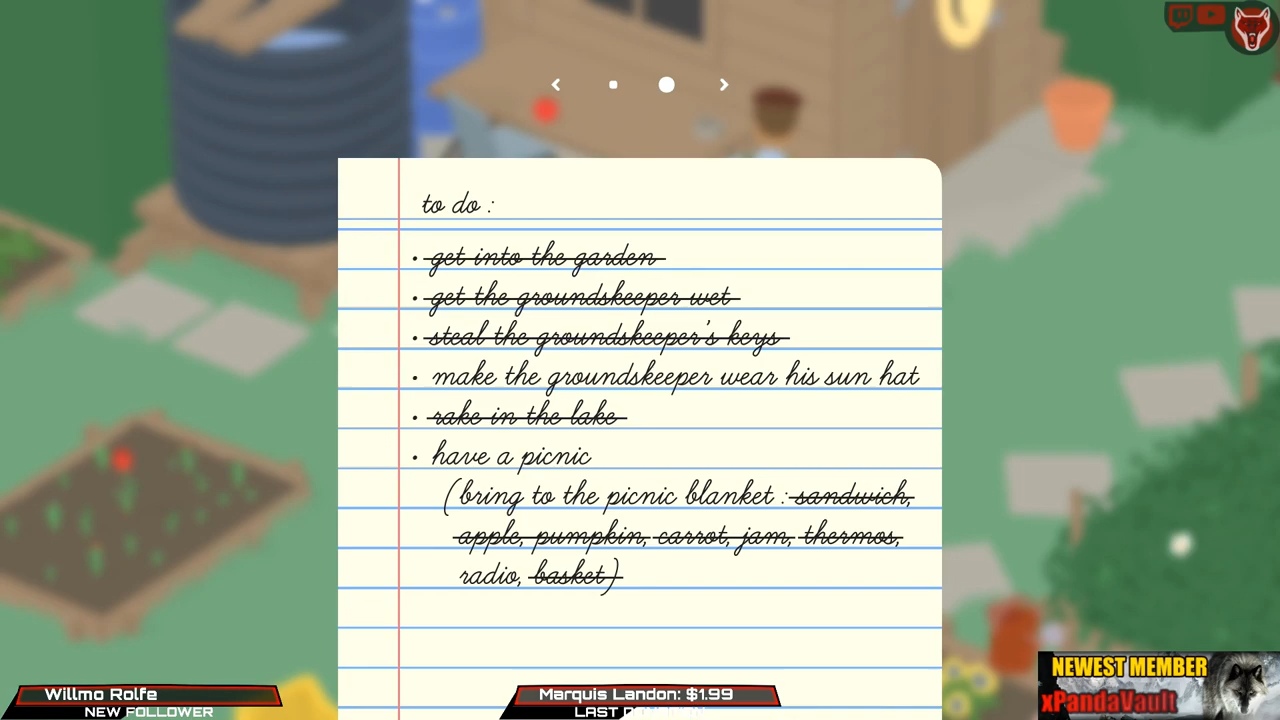 to do :
• get into the garden
• get the groundskeeper wet
• steal the groundskeeper's keys
• make the groundskeeper wear his sun hat
• rake in the lake
• have a picnic
(bring to the picnic blanket : sandwich,
apple, pumpkin, carrot, jam, thermos,
radio, basket)
Willmo Rolfe
NEW FOLLOWER
Marquis Landon: $1.99
LAST
NEWEST MEMBER
xPandaVault